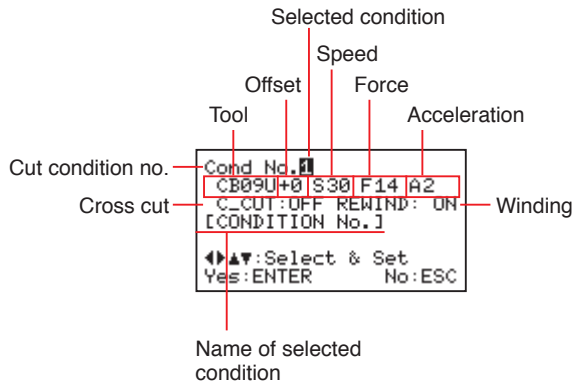 Selected condition
Speed
Offset Force
Tool Acceleration
Cut condition no.
Cond No.1
CB09U +0 S30 F14 A2
Cross cut
C_CUT:OFF REWIND: ON
Winding
[CONDITION No.]
◀▶▲▼:Select & Set
Yes:ENTER No:ESC
Name of selected
condition